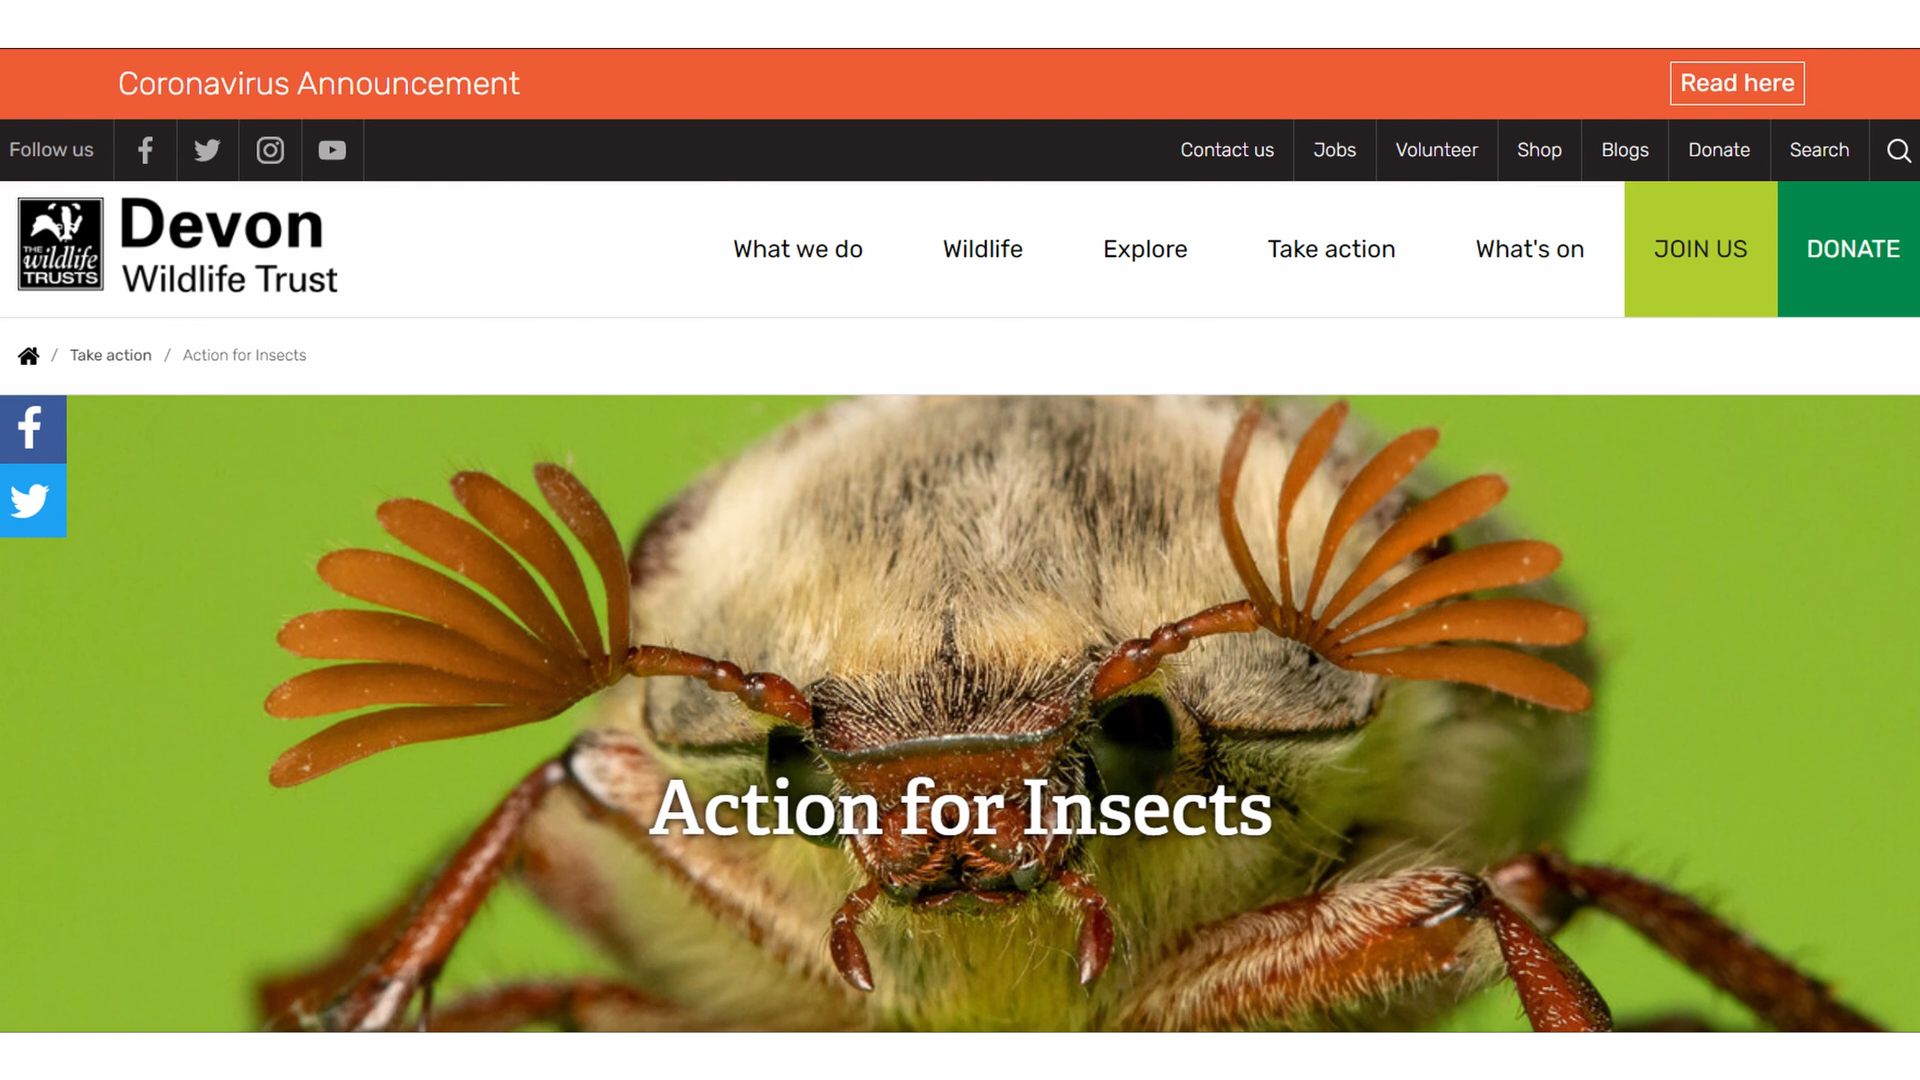 Coronavirus Announcement
Read here
Follow us
Contact us
Jobs
Volunteer
Shop
Blogs
Donate
Search
THE
wildlife
TRUSTS
Devon
Wildlife Trust
What we do
Wildlife
Explore
Take action
What's on
JOIN US
DONATE
/ Take action / Action for Insects
Action for Insects